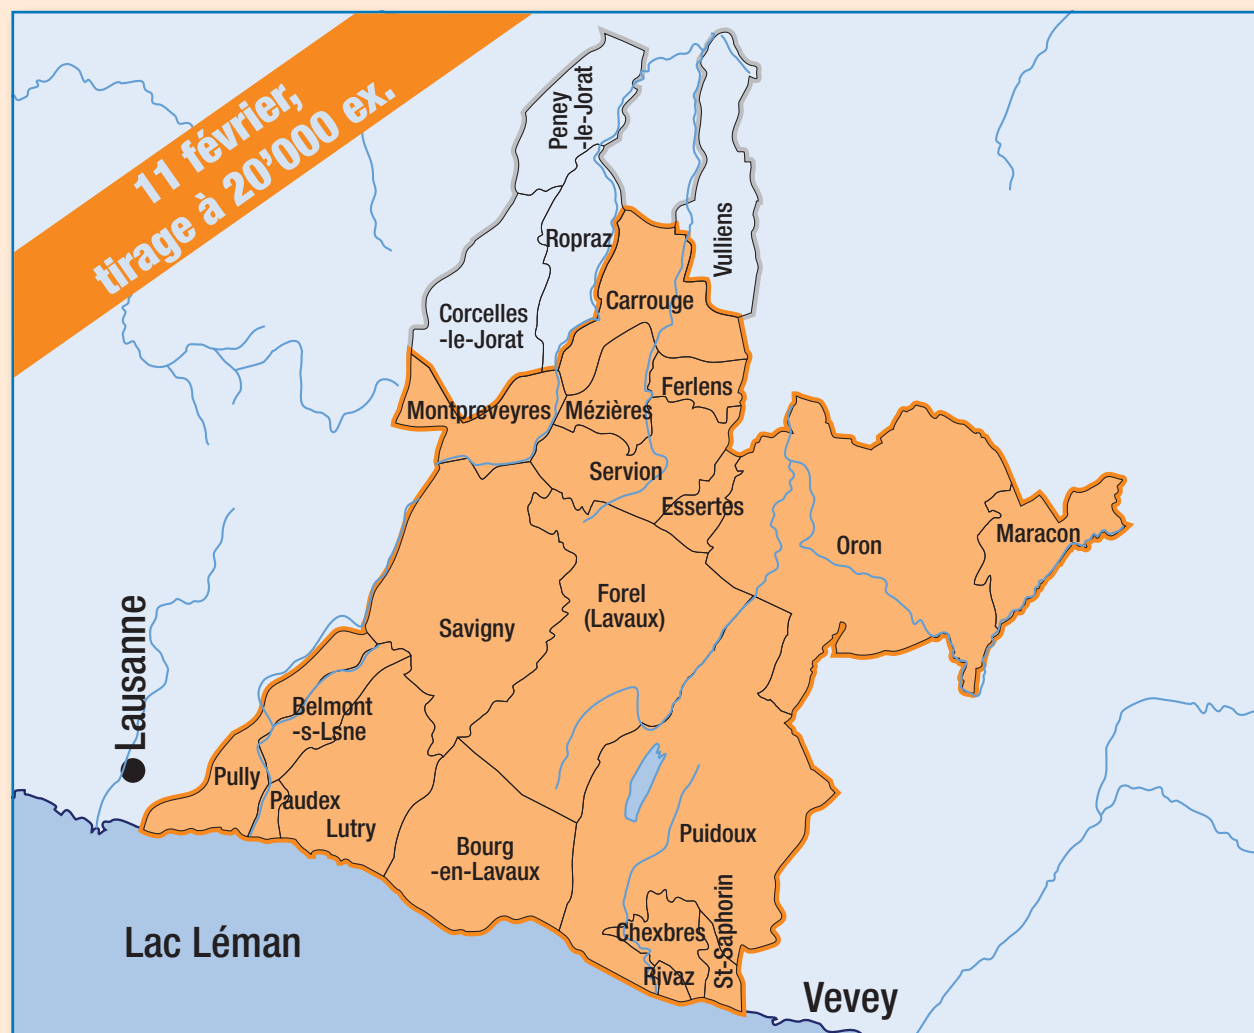 11 février,
tirage à 20’000 ex.
Peney
-le-Jorat
Ropraz
Vulliens
Corcelles
-le-Jorat
Carrouge
Ferlens
Montpreveyres
Mézières
Servion
Essertes
Oron
Maracon
Forel
(Lavaux)
Savigny
Lausanne
Belmont
-s-Lsne
Pully
Paudex
Lutry
Bourg
-en-Lavaux
Puidoux
Chexbres
St-Saphorin
Rivaz
Lac Léman
Vevey